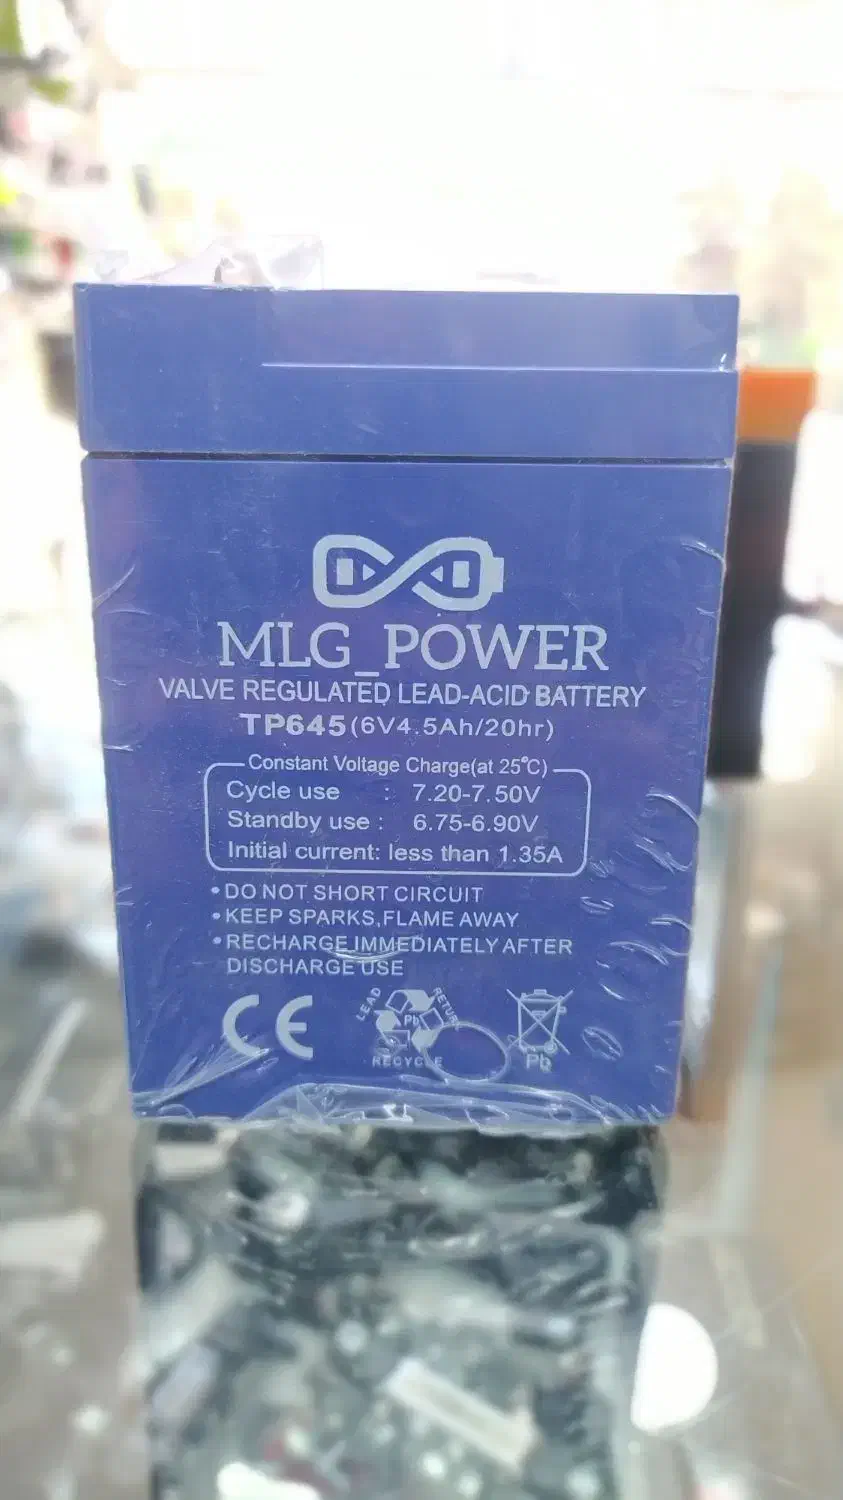 MLG_POWER
VALVE REGULATED LEAD-ACID BATTERY
TP645(6V4.5Ah/20hr)
Constant Voltage Charge(at 25°C)
Cycle use : 7.20-7.50V
Standby use : 6.75-6.90V
Initial current: less than 1.35A
•DO NOT SHORT CIRCUIT
•KEEP SPARKS,FLAME AWAY
•RECHARGE IMMEDIATELY AFTER
DISCHARGE USE
CE
LEAD
RETURN
Pb
RECYCLE
Pb